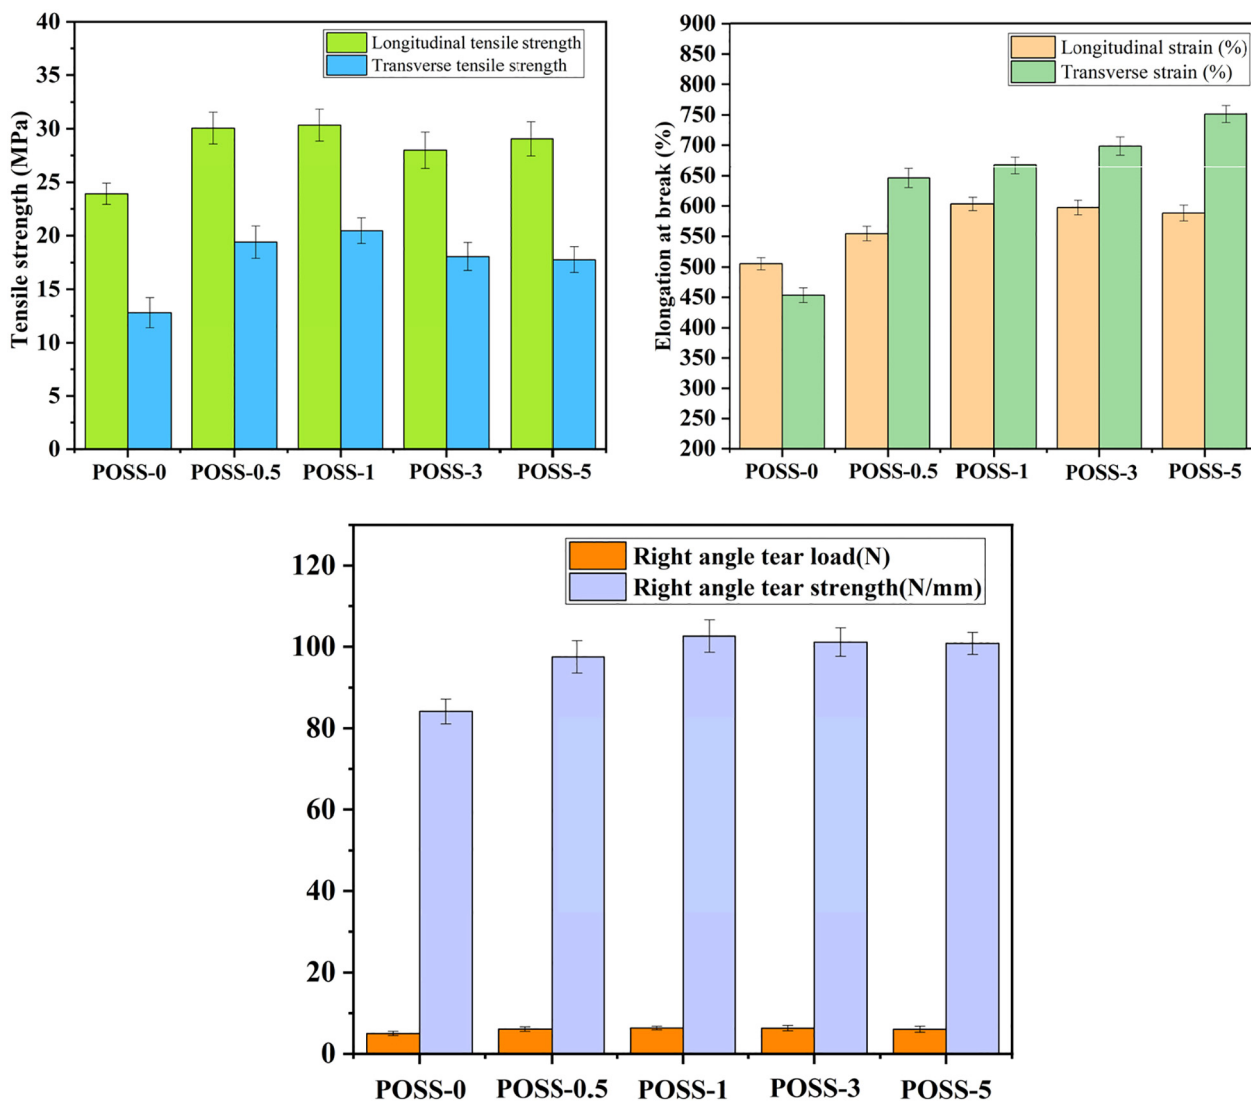 40
35
30
25
20
15
10
5
0
Tensile strength (MPa)
Longitudinal tensile strength
Transverse tensile strength
POSS-0 POSS-0.5 POSS-1 POSS-3 POSS-5
900
850
800
750
700
650
600
550
500
450
400
350
300
250
200
Elongation at break (%)
Longitudinal strain (%)
Transverse strain (%)
POSS-0 POSS-0.5 POSS-1 POSS-3 POSS-5
120
100
80
60
40
20
0
Right angle tear load(N)
Right angle tear strength(N/mm)
POSS-0 POSS-0.5 POSS-1 POSS-3 POSS-5